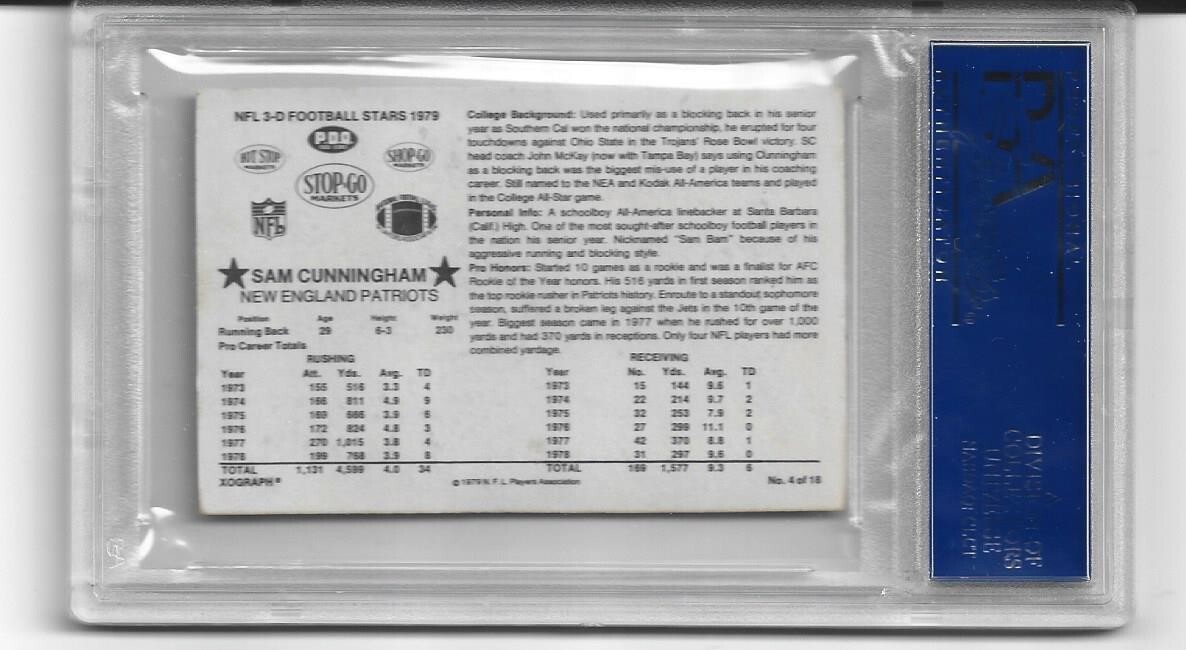 NFL 3-D FOOTBALL STARS 1979
HOT STOP
MARKETS
P.D.Q.
SHOP-GO
MARKETS
STOP-GO
MARKETS
NFL
SAM CUNNINGHAM
NEW ENGLAND PATRIOTS
Position Age Height Weight
Running Back 29 6-3 230
Pro Career Totals
College Background: Used primarily as a blocking back in his senior
year as Southern Cal won the national championship, he erupted for four
touchdowns against Ohio State in the Trojans' Rose Bowl victory. SC
head coach John McKay (now with Tampa Bay) says using Cunningham
as a blocking back was the biggest mis-use of a player in his coaching
career. Still named to the NEA and Kodak All-America teams and played
in the College All-Star game.
Personal Info: A schoolboy All-America linebacker at Santa Barbara
(Calif.) High. One of the most sought-after schoolboy football players in
the nation his senior year. Nicknamed "Sam Bam" because of his
aggressive running and blocking style.
Pro Honors: Started 10 games as a rookie and was a finalist for AFC
Rookie of the Year honors. His 516 yards in first season ranked him as
the top rookie rusher in Patriots history. Enroute to a standout sophomore
season, suffered a broken leg against the Jets in the 10th game of the
year. Biggest season came in 1977 when he rushed for over 1,000
yards and had 370 yards in receptions. Only four NFL players had more
combined yardage.
RUSHING
Year Att. Yds. Avg. TD
1973 155 516 3.3 4
1974 166 811 4.9 9
1975 169 666 3.9 6
1976 172 824 4.8 3
1977 270 1,015 3.8 4
1978 199 768 3.9 8
TOTAL 1,131 4,599 4.0 34
RECEIVING
Year No. Yds. Avg. TD
1973 15 144 9.6 1
1974 22 214 9.7 2
1975 32 253 7.9 2
1976 27 299 11.1 0
1977 42 370 8.8 1
1978 31 297 9.6 0
TOTAL 169 1,577 9.3 6
XOGRAPH®
© 1979 N. F. L. Players Association
No. 4 of 18
PSA
A
DIVISION OF
COLLECTORS
UNIVERSE
NASDAQ: CLCT